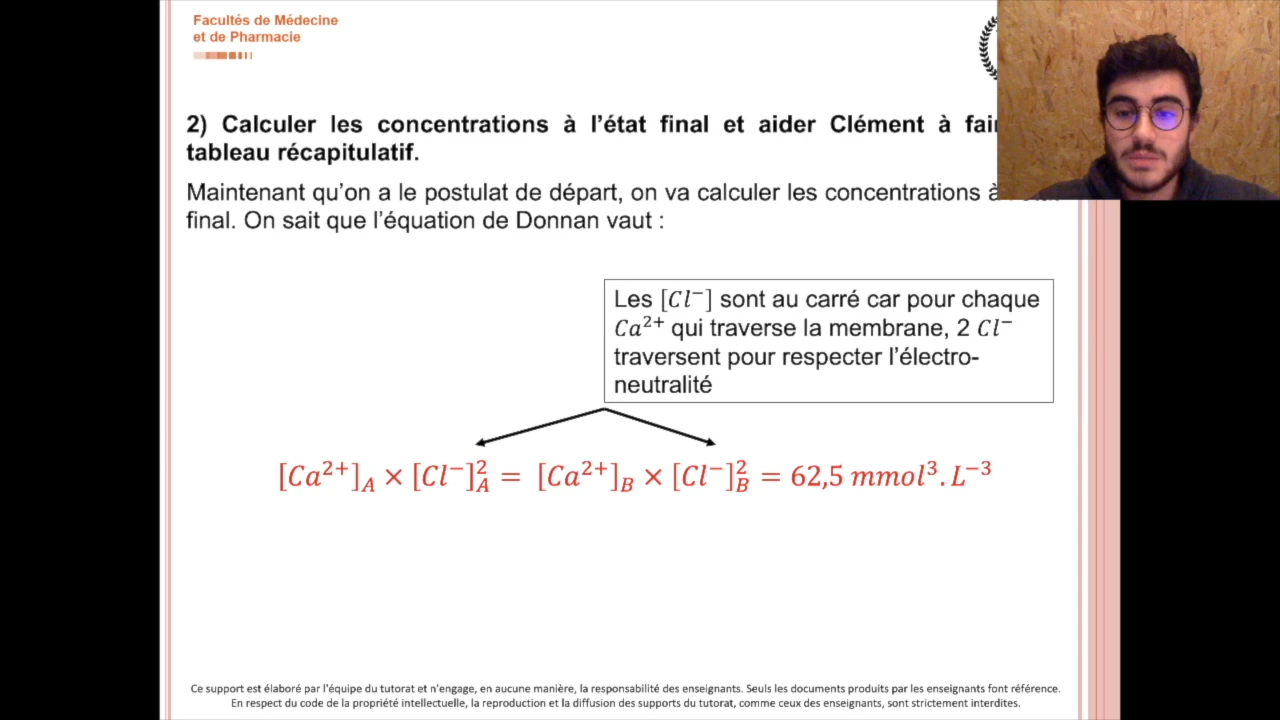 Facultés de Médecine
et de Pharmacie
2) Calculer les concentrations à l'état final et aider Clément à
tableau récapitulatif.
Maintenant qu'on a le postulat de départ, on va calculer les concentrations
final. On sait que l'équation de Donnan vaut :
Les [Cl⁻] sont au carré car pour chaque
Ca²⁺ qui traverse la membrane, 2 Cl⁻
traversent pour respecter l'électro-
neutralité
[Ca²⁺]_A × [Cl⁻]²_A = [Ca²⁺]_B × [Cl⁻]²_B = 62,5 mmol³.L⁻³
Ce support est élaboré par l'équipe du tutorat et n'engage, en aucune manière, la responsabilité des enseignants. Seuls les documents produits par les enseignants font référence.
En respect du code de la propriété intellectuelle, la reproduction et la diffusion des supports du tutorat, comme ceux des enseignants, sont strictement interdites.